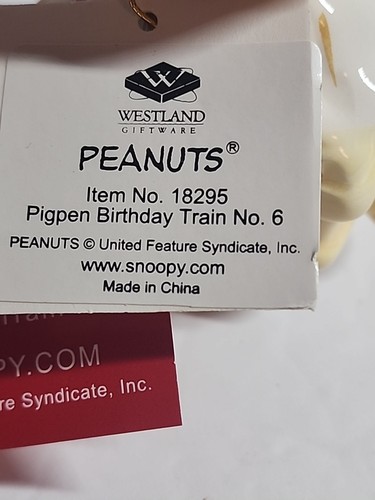 WESTLAND
GIFTWARE
PEANUTS®
Item No. 18295
Pigpen Birthday Train No. 6
PEANUTS © United Feature Syndicate, Inc.
www.snoopy.com
Made in China
PY.COM
re Syndicate, Inc.